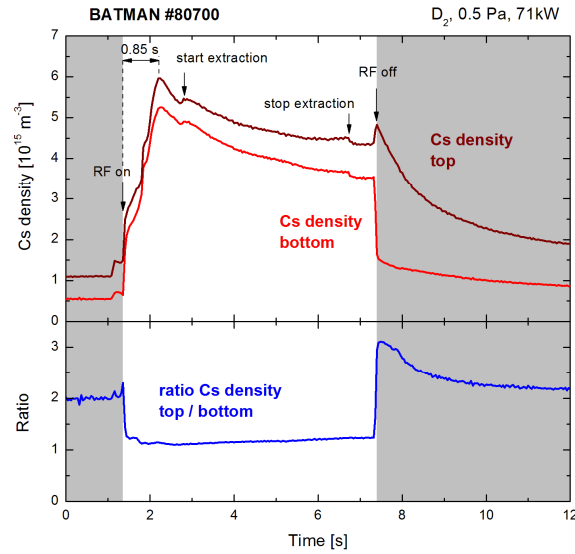 BATMAN #80700
D₂, 0.5 Pa, 71kW
7
6
5
4
3
2
1
0
Cs density [10¹⁵ m⁻³]
0.85 s
start extraction
stop extraction
RF off
RF on
Cs density
top
Cs density
bottom
3
2
1
0
Ratio
ratio Cs density
top / bottom
0
2
4
6
8
10
12
Time [s]